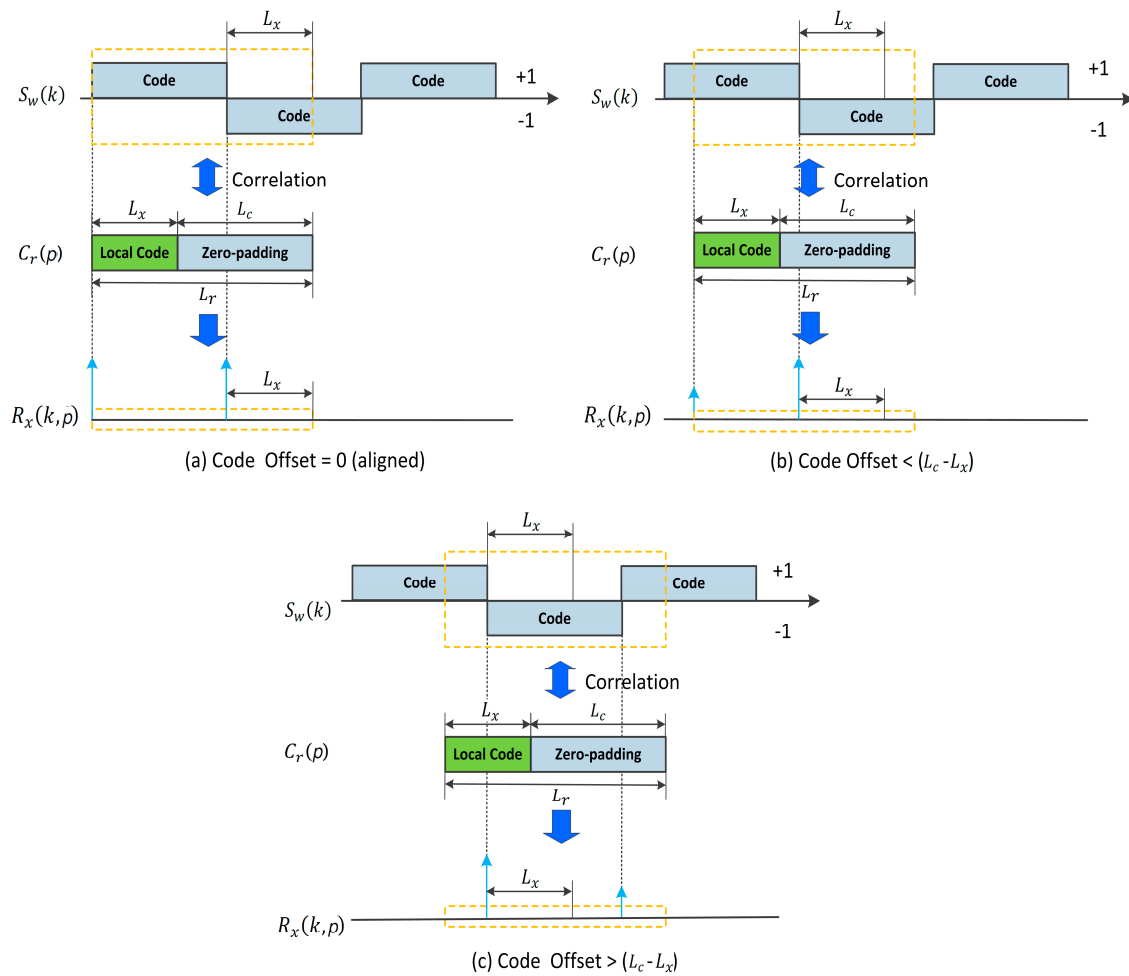 L_x
Code
+1
S_w(k)
Code
-1
Code
Correlation
L_x
L_c
C_r(p)
Local Code
Zero-padding
L_r
L_x
R_x(k,p)
(a) Code Offset = 0 (aligned)
L_x
Code
+1
S_w(k)
Code
-1
Code
Correlation
L_x
L_c
C_r(p)
Local Code
Zero-padding
L_r
L_x
R_x(k,p)
(b) Code Offset < (L_c -L_x)
L_x
Code
Code
+1
S_w(k)
Code
-1
Correlation
L_x
L_c
C_r(p)
Local Code
Zero-padding
L_r
L_x
R_x(k,p)
(c) Code Offset > (L_c -L_x)